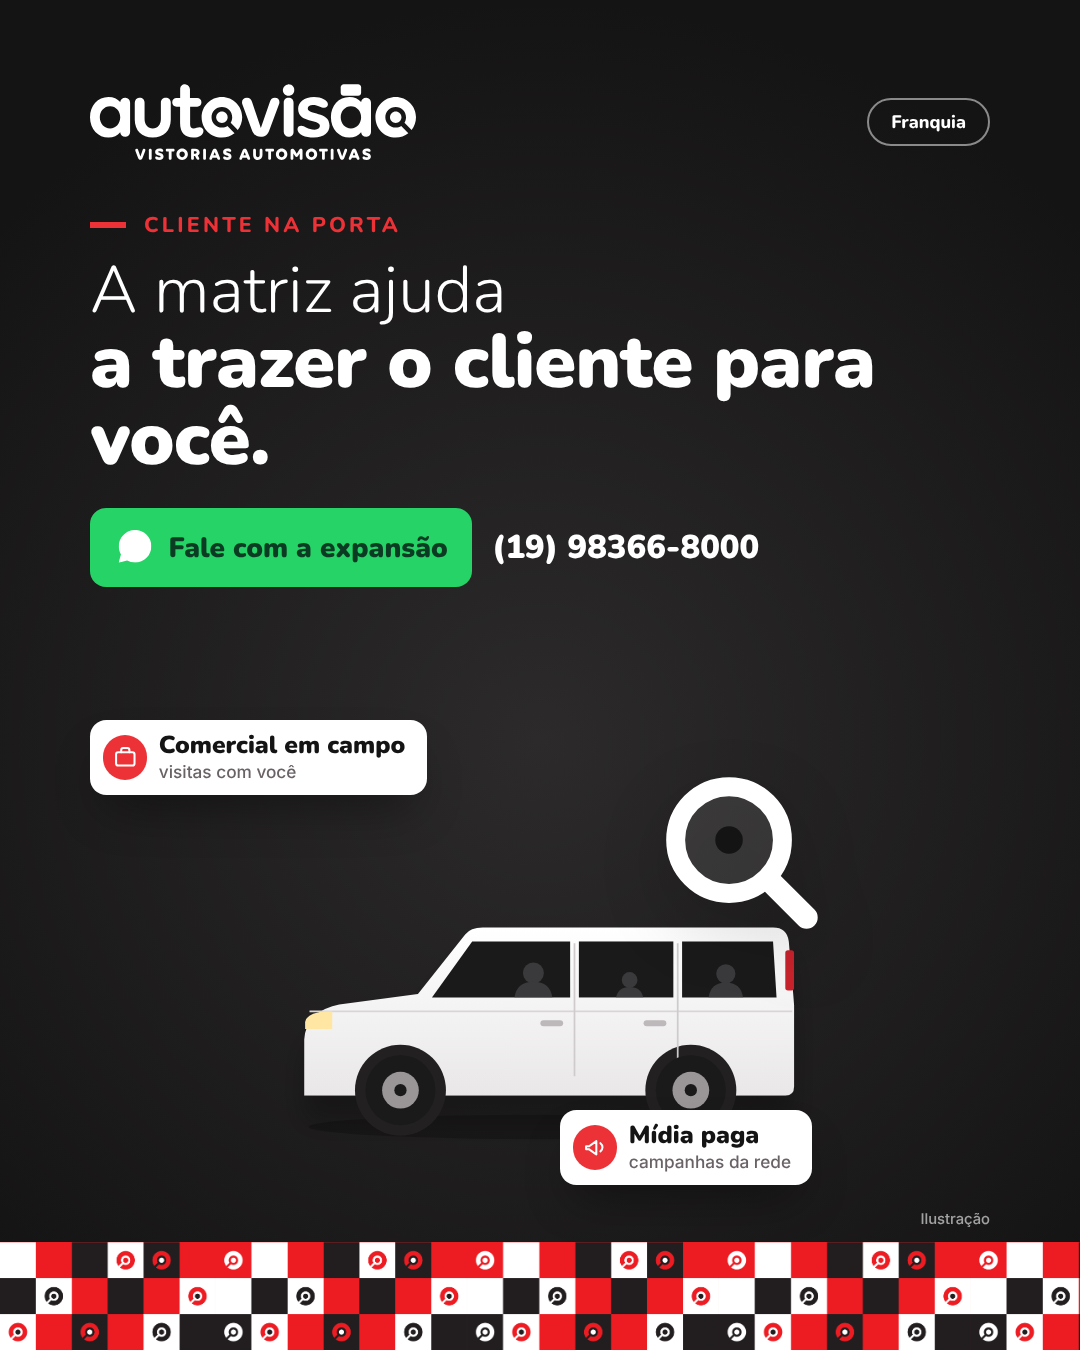 autovisão
VISTORIAS AUTOMOTIVAS
Franquia
CLIENTE NA PORTA
A matriz ajuda
a trazer o cliente para
você.
Fale com a expansão
(19) 98366-8000
Comercial em campo
visitas com você
Mídia paga
campanhas da rede
Ilustração